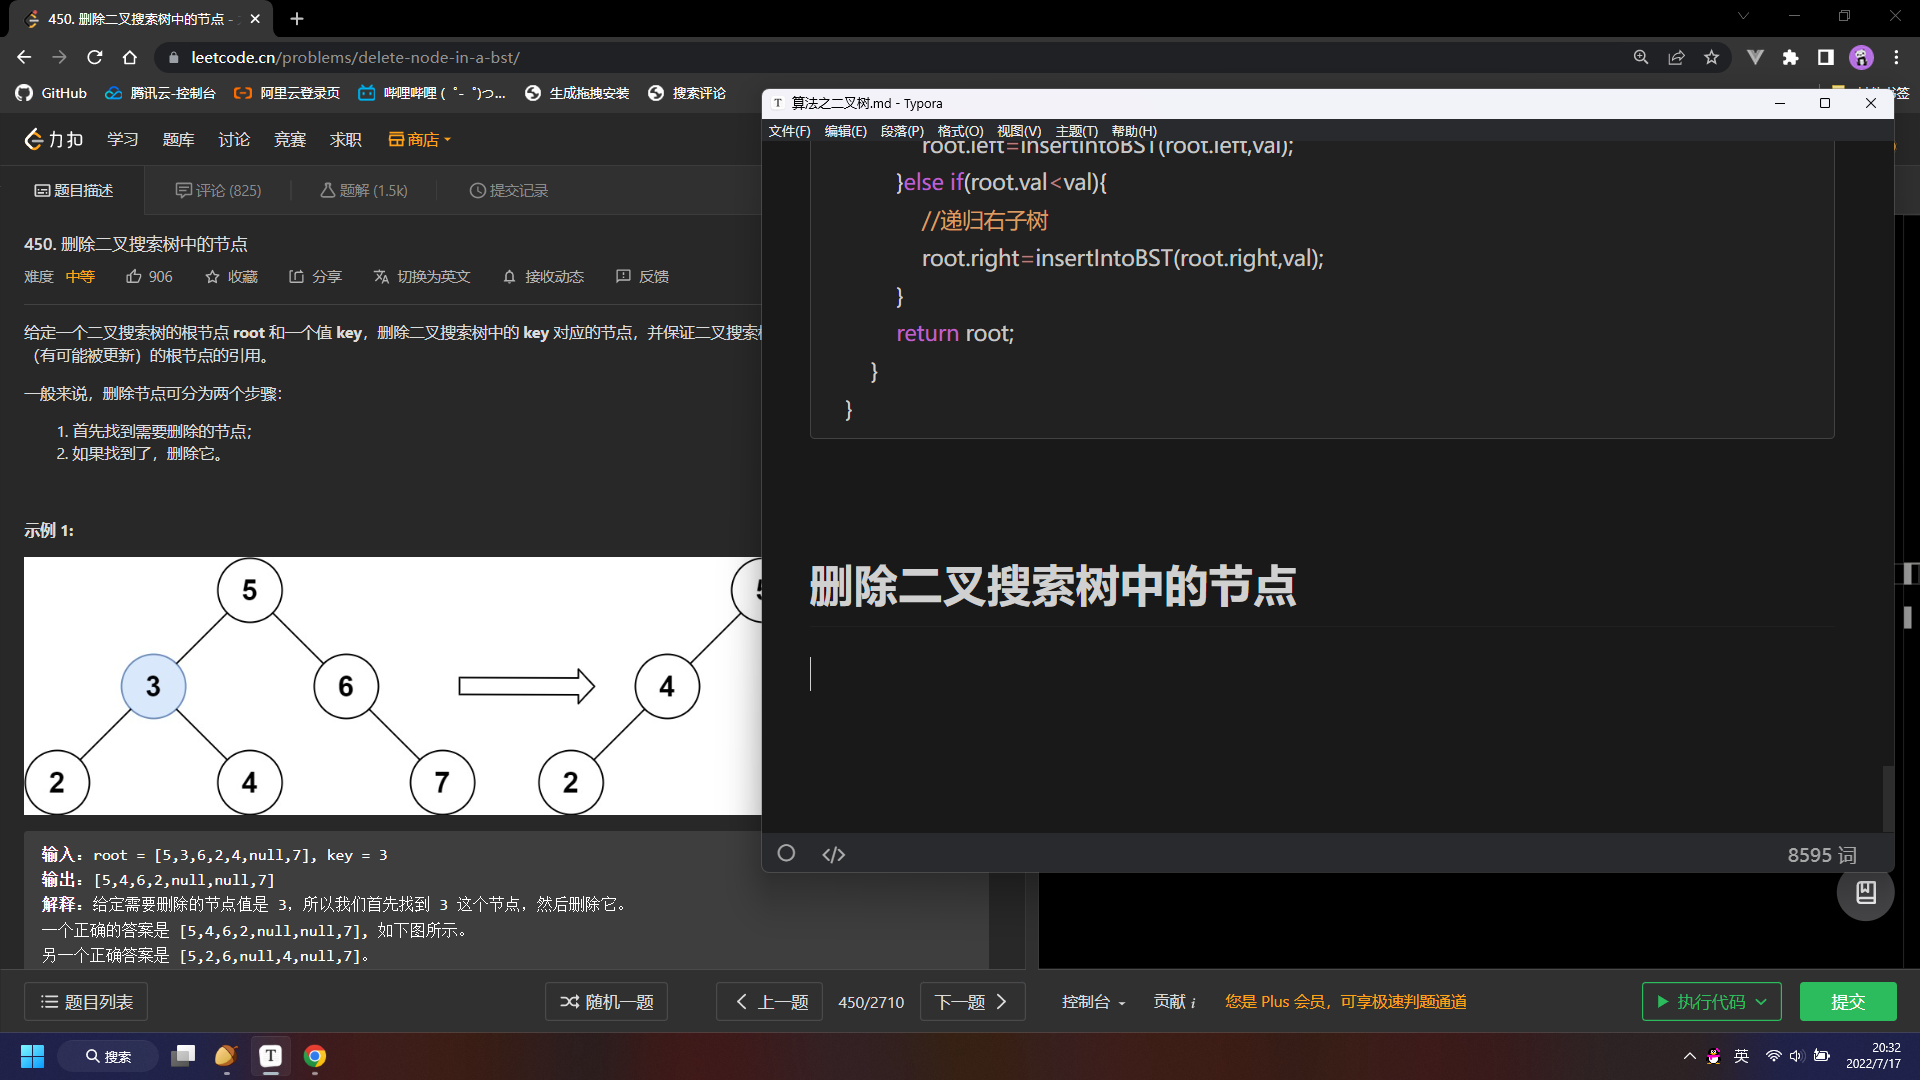 450. 删除二叉搜索树中的节点 -
leetcode.cn/problems/delete-node-in-a-bst/
GitHub 腾讯云-控制台 阿里云登录页 哔哩哔哩 ( ゜- ゜)つ... 生成拖拽安装 搜索评论
力扣 学习 题库 讨论 竞赛 求职 商店
题目描述 评论 (825) 题解 (1.5k) 提交记录
450. 删除二叉搜索树中的节点
难度 中等 906 收藏 分享 切换为英文 接收动态 反馈
给定一个二叉搜索树的根节点 root 和一个值 key，删除二叉搜索树中的 key 对应的节点，并保证二叉搜索
（有可能被更新）的根节点的引用。
一般来说，删除节点可分为两个步骤：
1. 首先找到需要删除的节点；
2. 如果找到了，删除它。
示例 1:
5
3
6
2
4
7
5
4
2
输入：root = [5,3,6,2,4,null,7], key = 3
输出：[5,4,6,2,null,null,7]
解释：给定需要删除的节点值是 3，所以我们首先找到 3 这个节点，然后删除它。
一个正确的答案是 [5,4,6,2,null,null,7], 如下图所示。
另一个正确答案是 [5,2,6,null,4,null,7]。
T 算法之二叉树.md - Typora
文件(F) 编辑(E) 段落(P) 格式(O) 视图(V) 主题(T) 帮助(H)
root.left=insertIntoBST(root.left,val);
}else if(root.val<val){
//递归右子树
root.right=insertIntoBST(root.right,val);
}
return root;
}
}
删除二叉搜索树中的节点
</> 8595 词
题目列表 随机一题 上一题 450/2710 下一题 控制台 贡献 i 您是 Plus 会员，可享极速判题通道 执行代码 提交
搜索 T 英 20:32
2022/7/17